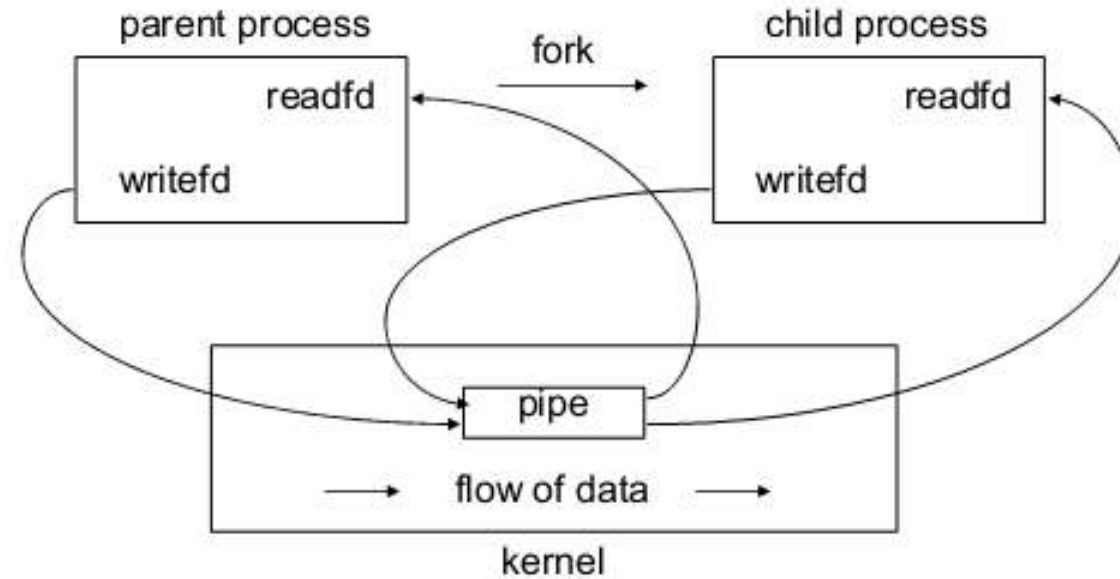 parent process
child process
fork
readfd
readfd
writefd
writefd
pipe
flow of data
kernel